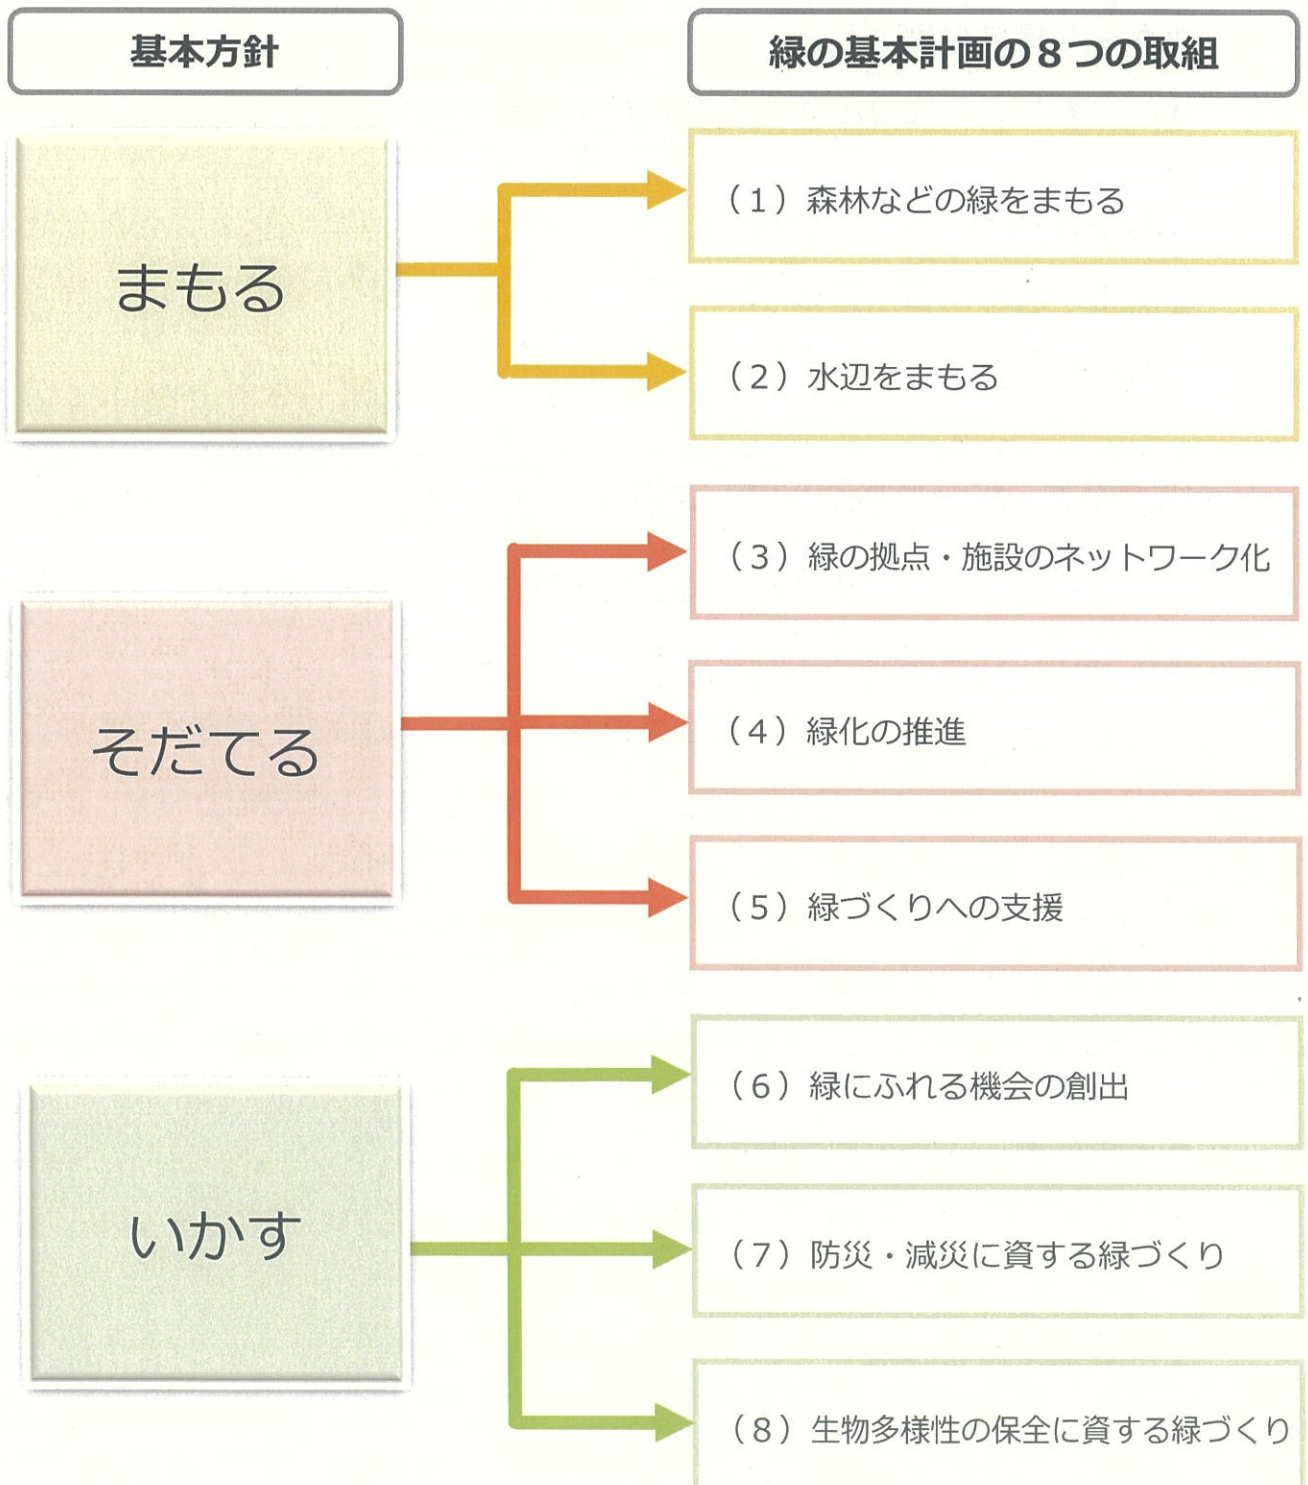 基本方針
緑の基本計画の８つの取組
まもる
（１）森林などの緑をまもる
（２）水辺をまもる
そだてる
（３）緑の拠点・施設のネットワーク化
（４）緑化の推進
（５）緑づくりへの支援
いかす
（６）緑にふれる機会の創出
（７）防災・減災に資する緑づくり
（８）生物多様性の保全に資する緑づくり